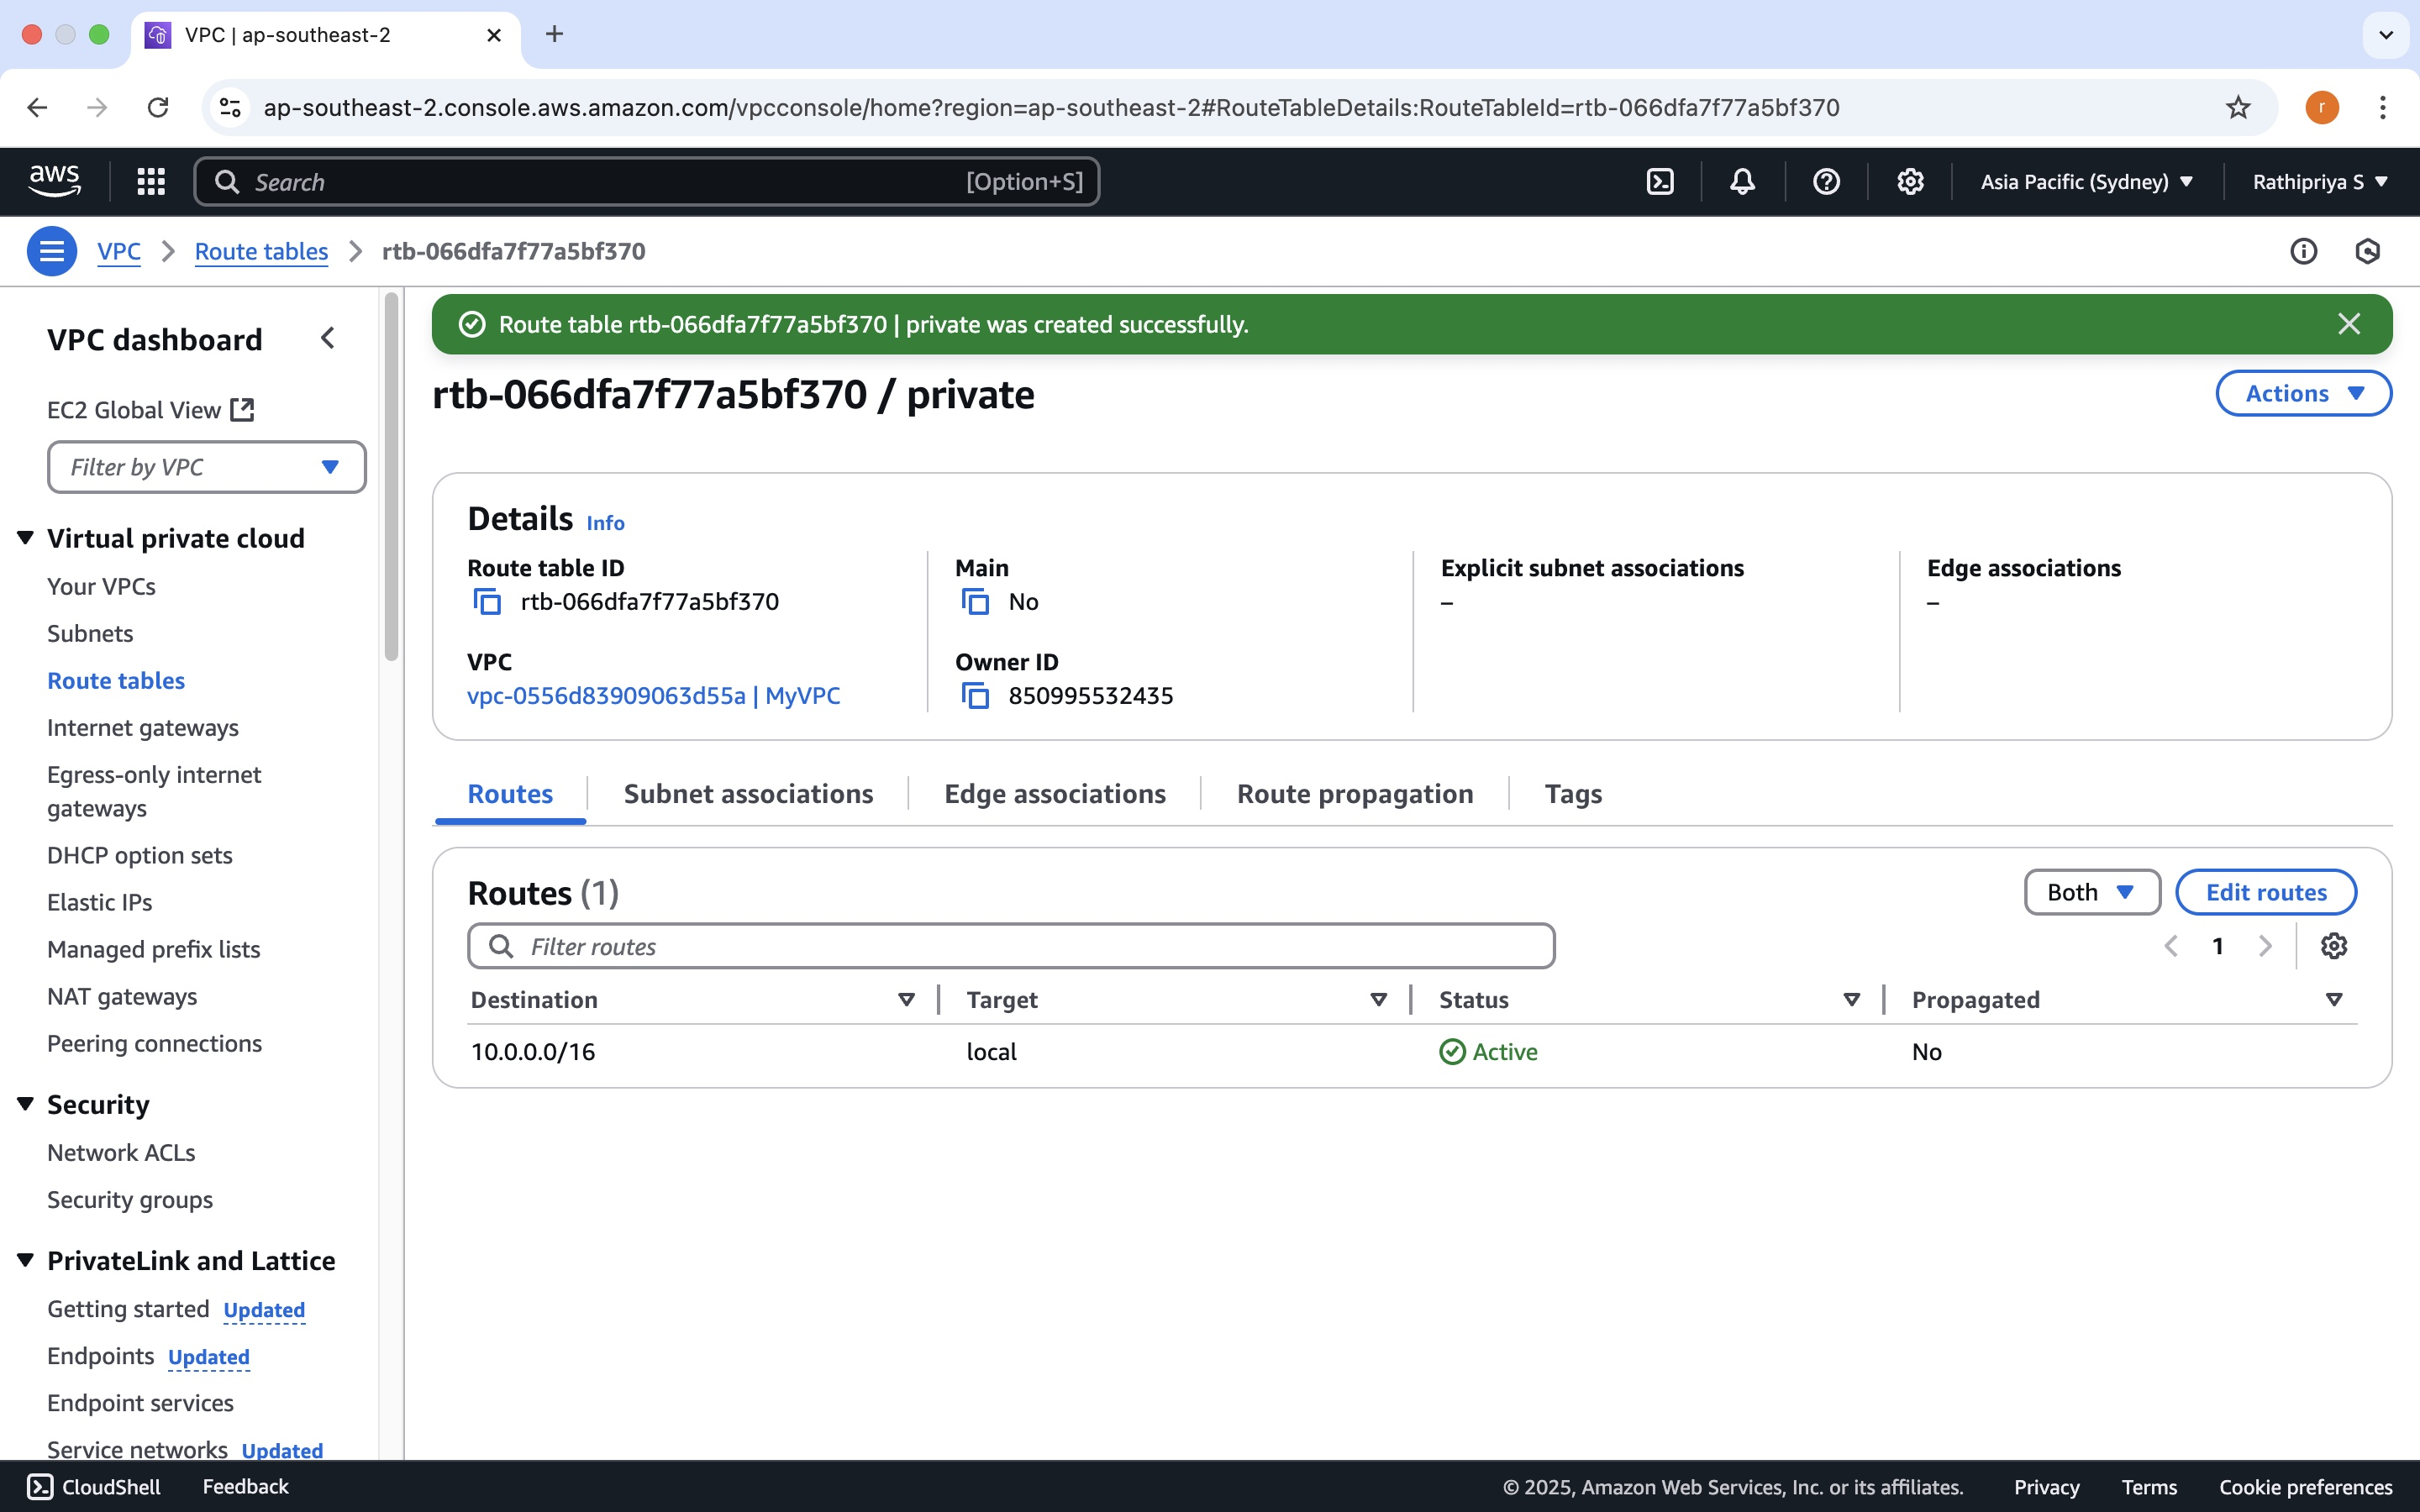 VPC | ap-southeast-2
ap-southeast-2.console.aws.amazon.com/vpcconsole/home?region=ap-southeast-2#RouteTableDetails:RouteTableId=rtb-066dfa7f77a5bf370
r
aws
Search
[Option+S]
Asia Pacific (Sydney)
Rathipriya S
VPC
Route tables
rtb-066dfa7f77a5bf370
VPC dashboard
EC2 Global View
Filter by VPC
Virtual private cloud
Your VPCs
Subnets
Route tables
Internet gateways
Egress-only internet
gateways
DHCP option sets
Elastic IPs
Managed prefix lists
NAT gateways
Peering connections
Security
Network ACLs
Security groups
PrivateLink and Lattice
Getting started Updated
Endpoints Updated
Endpoint services
Service networks Updated
Route table rtb-066dfa7f77a5bf370 | private was created successfully.
rtb-066dfa7f77a5bf370 / private
Actions
Details Info
Route table ID
rtb-066dfa7f77a5bf370
Main
No
Explicit subnet associations
–
Edge associations
–
VPC
vpc-0556d83909063d55a | MyVPC
Owner ID
850995532435
Routes
Subnet associations
Edge associations
Route propagation
Tags
Routes (1)
Both
Edit routes
Filter routes
1
Destination
Target
Status
Propagated
10.0.0.0/16
local
Active
No
CloudShell
Feedback
© 2025, Amazon Web Services, Inc. or its affiliates.
Privacy
Terms
Cookie preferences